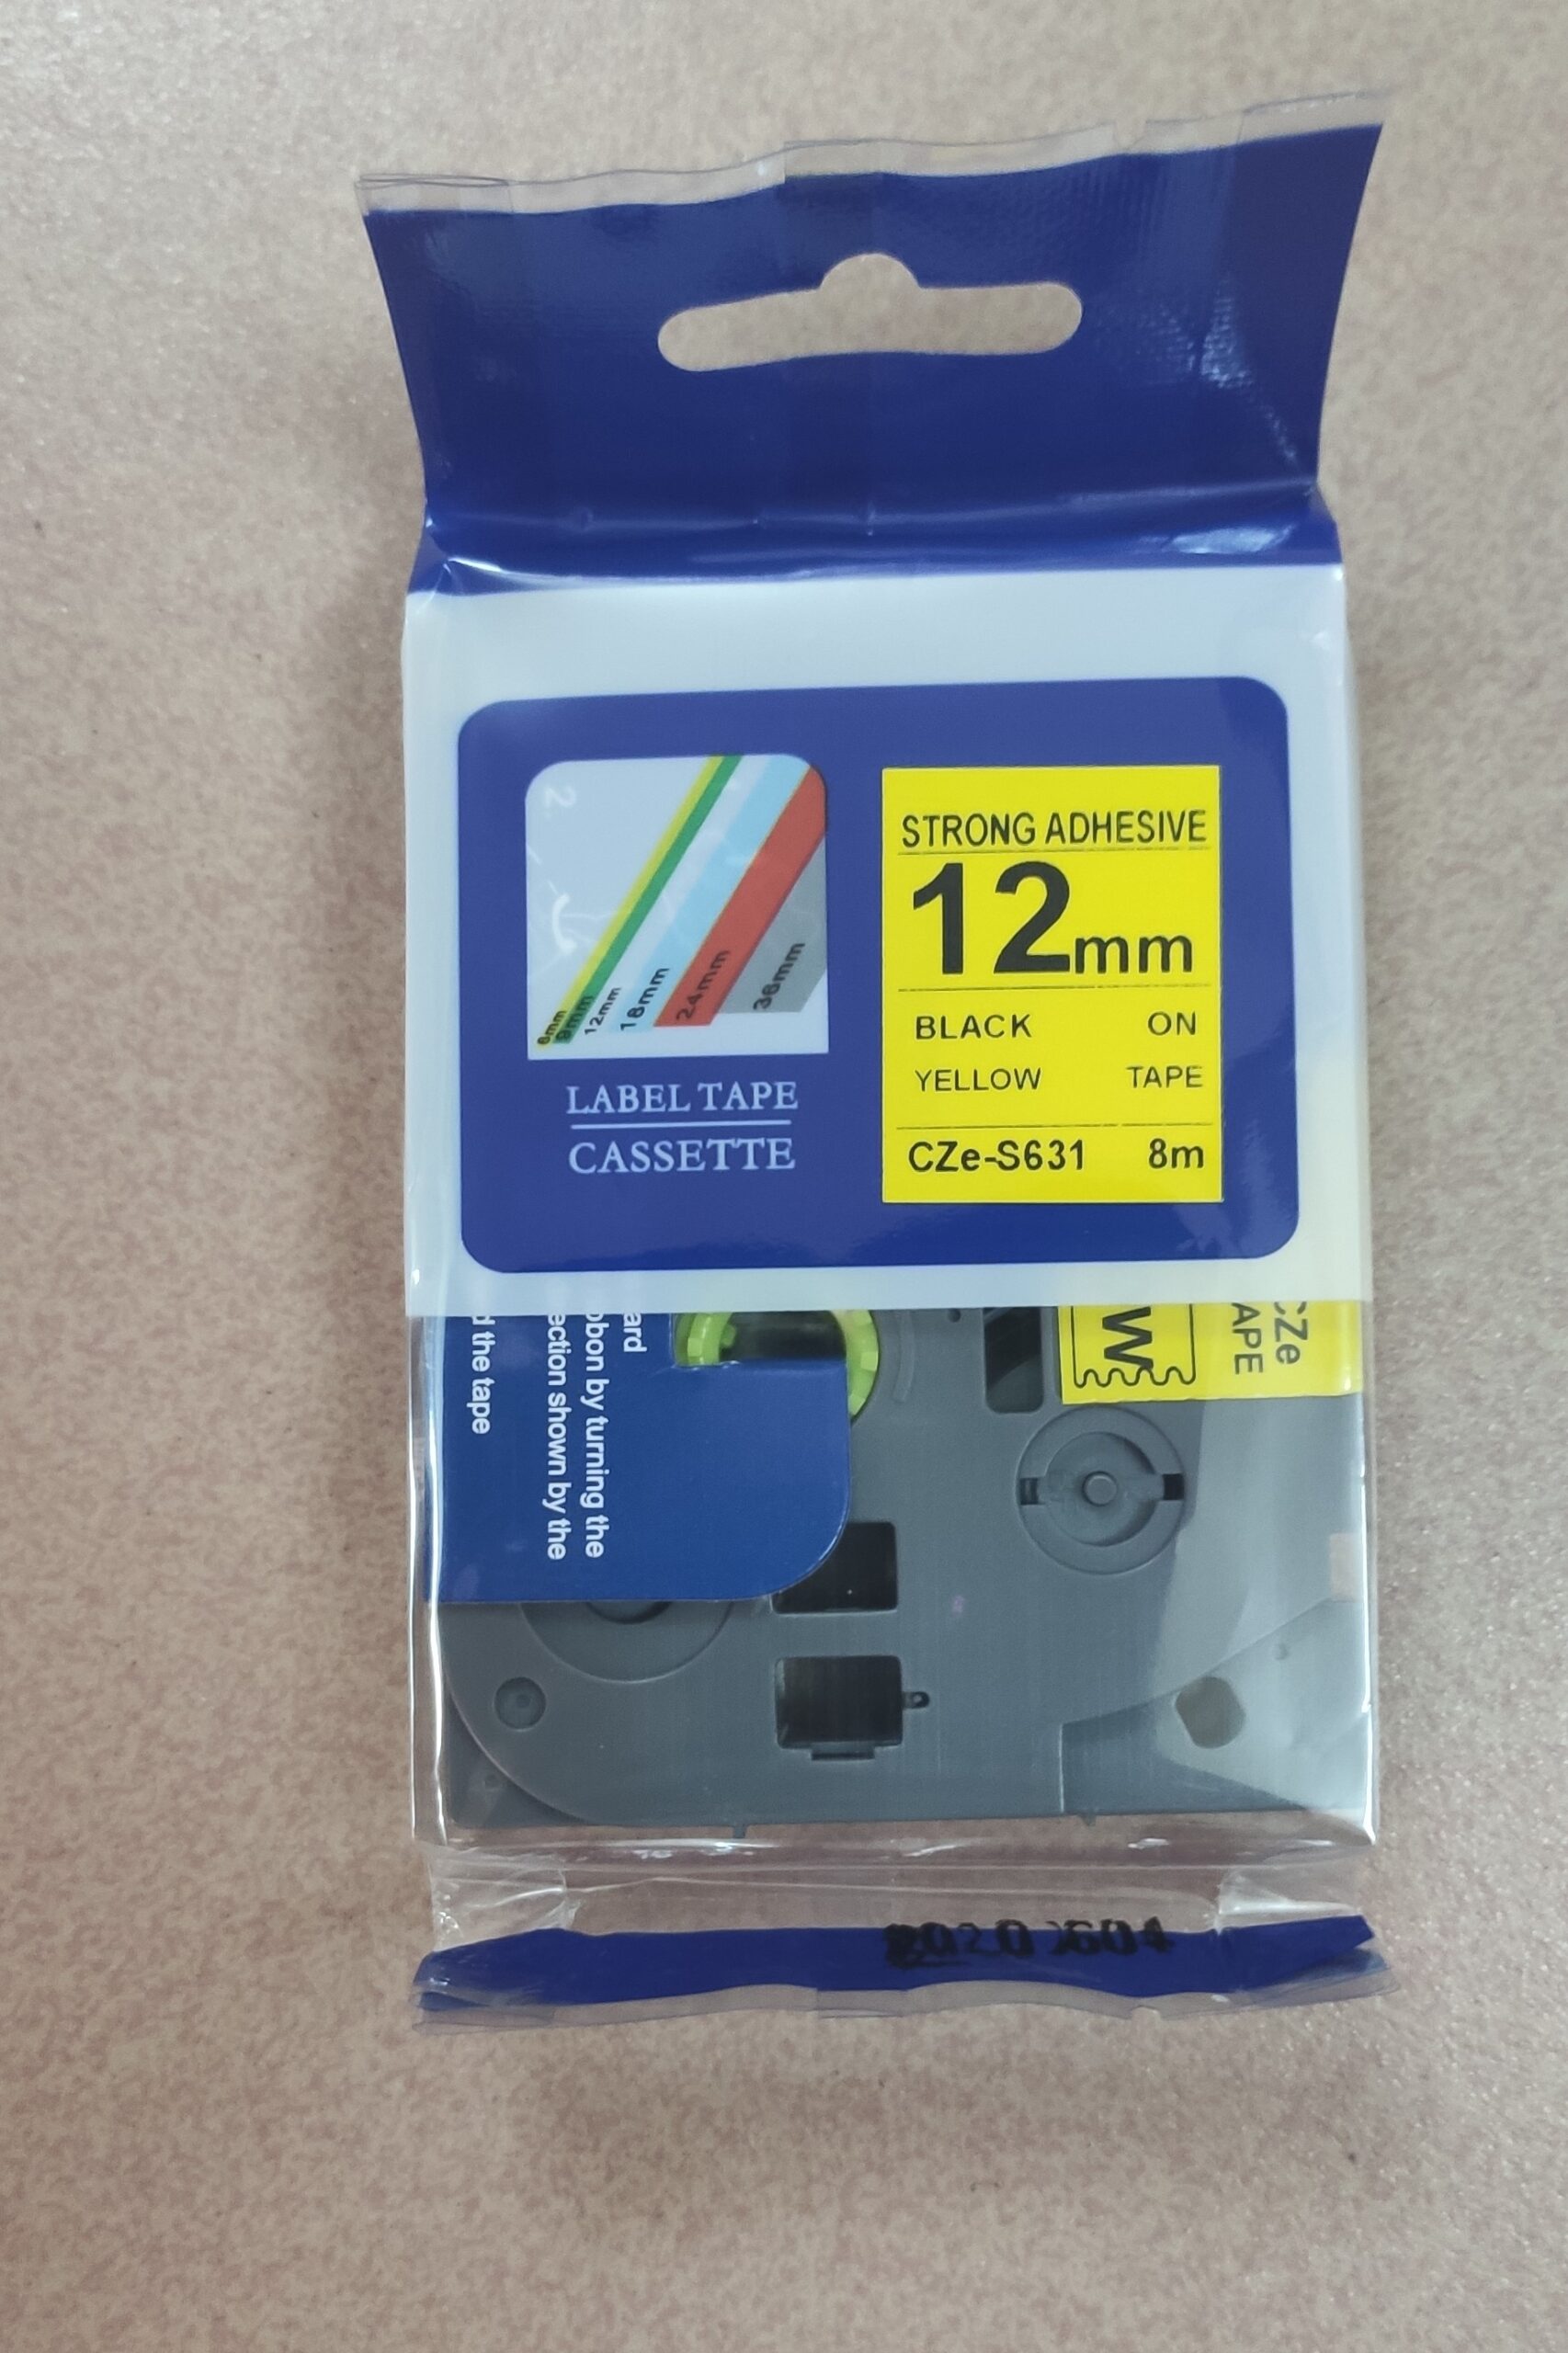 STRONG ADHESIVE
12mm
BLACK ON
YELLOW TAPE
CZe-S631 8m
6mm
9mm
12mm
18mm
24mm
36mm
LABEL TAPE
CASSETTE
ard
bbon by turning the
ection shown by the
d the tape
W
CZe
APE